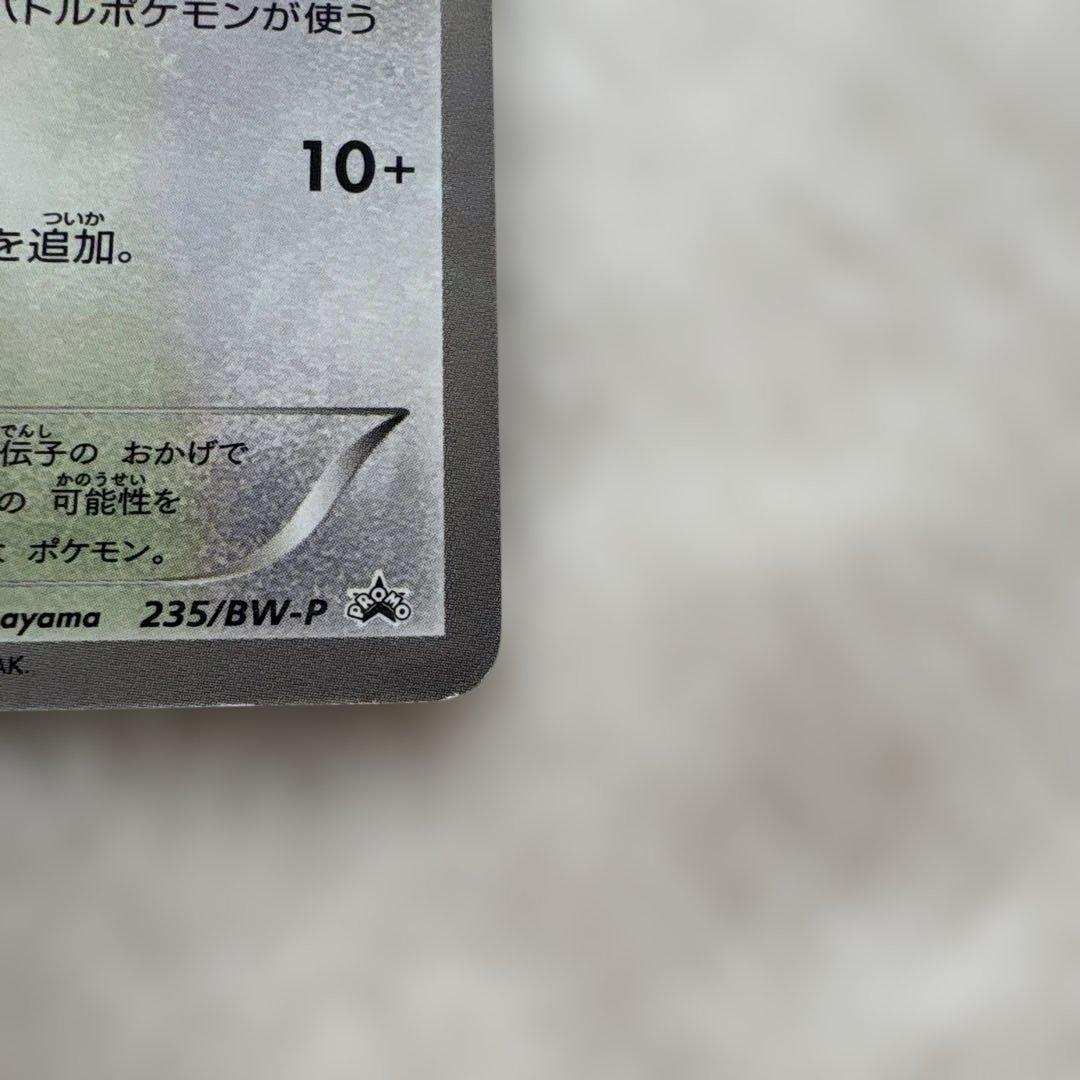 バトルポケモンが使う
10+
ついか
を追加。
でんし
伝子の おかげで
かのうせい
の 可能性を
ポケモン。
ayama 235/BW-P PROMO
AK.